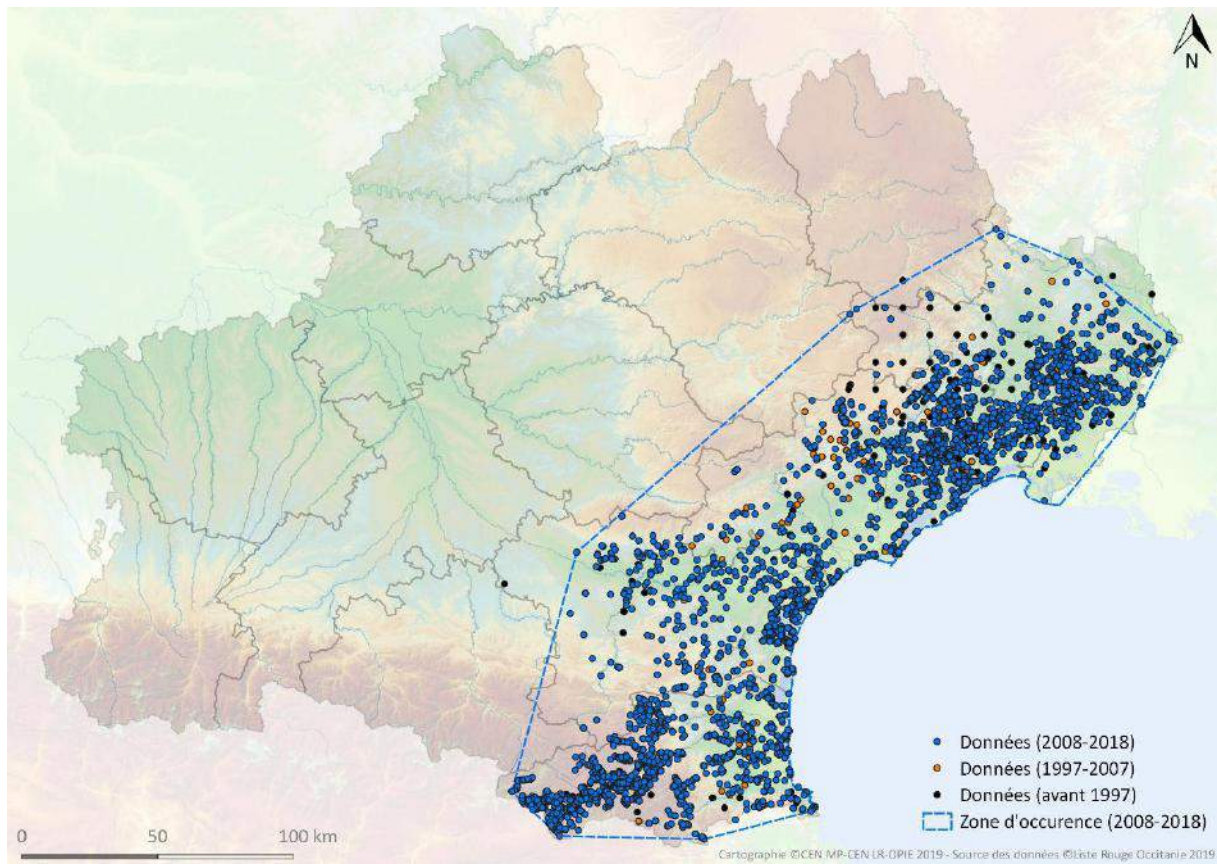 N
Données (2008-2018)
Données (1997-2007)
Données (avant 1997)
Zone d'occurence (2008-2018)
0 50 100 km
Cartographie ©CEN MP-CEN LR-OPIE 2019 - Source des données ©Liste Rouge Occitanie 2019